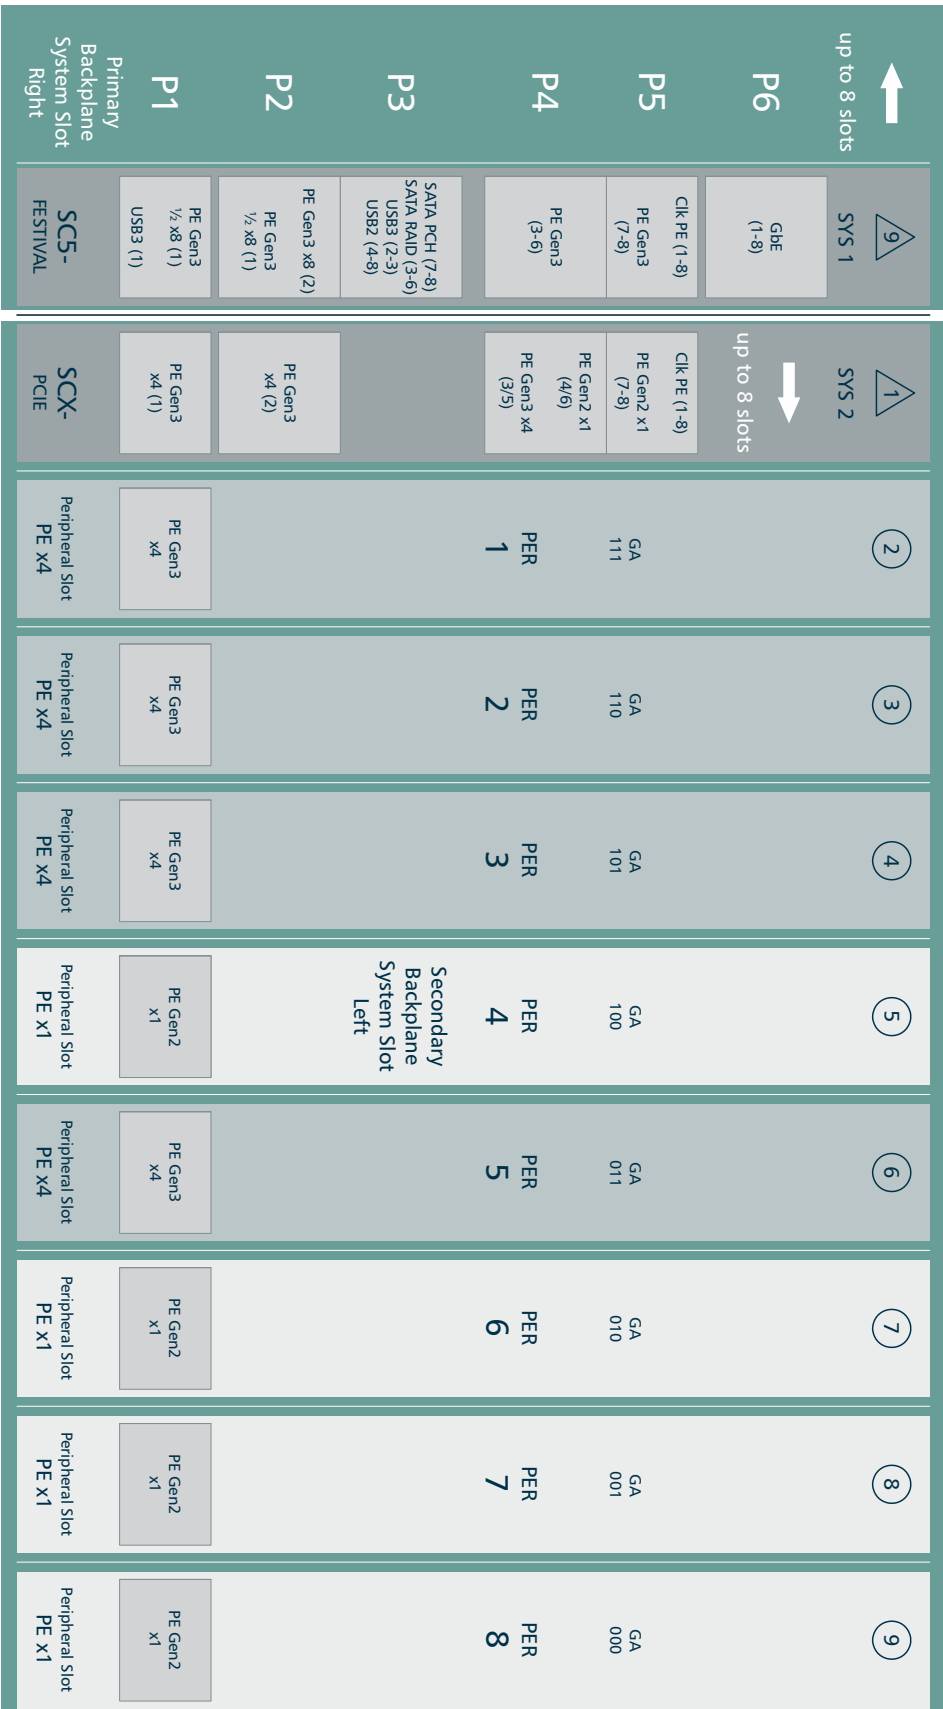 up to 8 slots
P6
P5
P4
P3
P2
P1
Primary
Backplane
System Slot
Right
9
SYS 1
GbE
(1-8)
Clk PE (1-8)
PE Gen3
(7-8)
PE Gen3
(3-6)
SATA PCH (7-8)
SATA RAID (3-6)
USB3 (2-3)
USB2 (4-8)
PE Gen3 x8 (2)
PE Gen3
½ x8 (1)
PE Gen3
½ x8 (1)
USB3 (1)
SC5-
FESTIVAL
1
SYS 2
up to 8 slots
Clk PE (1-8)
PE Gen2 x1
(7-8)
PE Gen2 x1
(4/6)
PE Gen3 x4
(3/5)
PE Gen3
x4 (2)
PE Gen3
x4 (1)
SCX-
PCIE
2
GA
111
PER
1
PE Gen3
x4
Peripheral Slot
PE x4
3
GA
110
PER
2
PE Gen3
x4
Peripheral Slot
PE x4
4
GA
101
PER
3
PE Gen3
x4
Peripheral Slot
PE x4
5
GA
100
PER
4
Secondary
Backplane
System Slot
Left
PE Gen2
x1
Peripheral Slot
PE x1
6
GA
011
PER
5
PE Gen3
x4
Peripheral Slot
PE x4
7
GA
010
PER
6
PE Gen2
x1
Peripheral Slot
PE x1
8
GA
001
PER
7
PE Gen2
x1
Peripheral Slot
PE x1
9
GA
000
PER
8
PE Gen2
x1
Peripheral Slot
PE x1